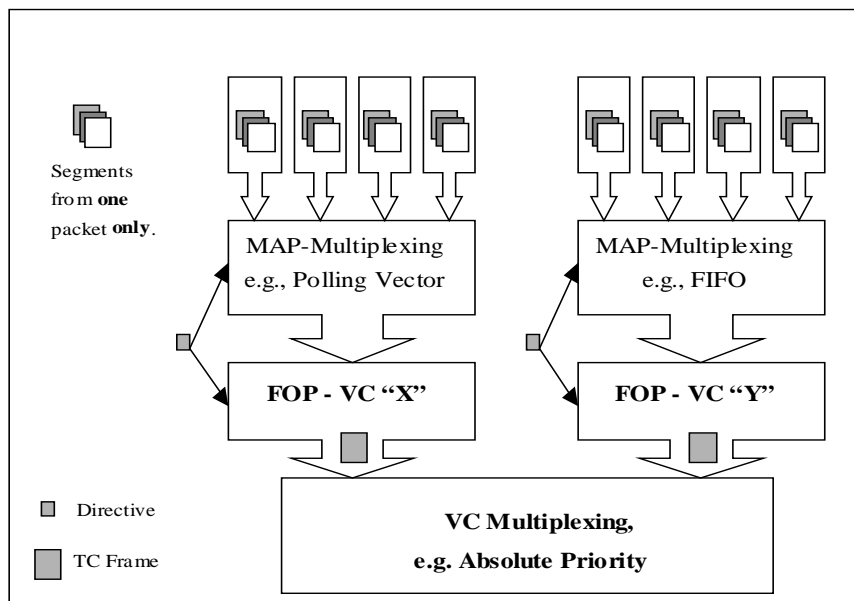 Segments
from one
packet only.
MAP-Multiplexing
e.g., Polling Vector
MAP-Multiplexing
e.g., FIFO
FOP - VC “X”
FOP - VC “Y”
Directive
TC Frame
VC Multiplexing,
e.g. Absolute Priority